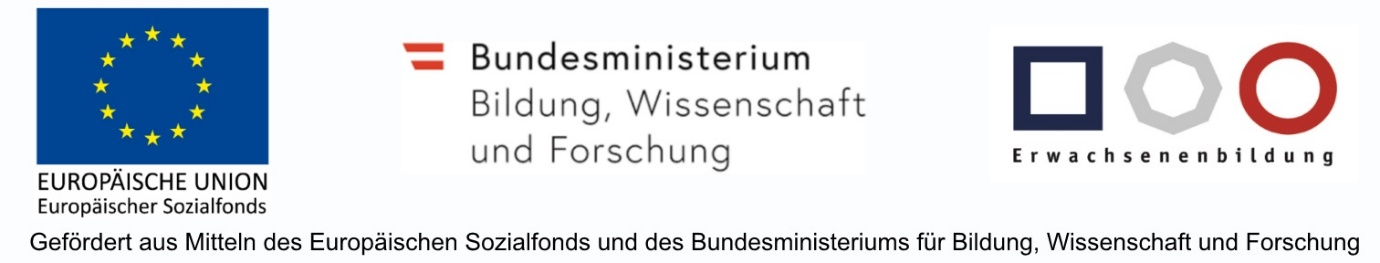 EUROPÄISCHE UNION
Europäischer Sozialfonds
Bundesministerium
Bildung, Wissenschaft
und Forschung
Erwachsenenbildung
Gefördert aus Mitteln des Europäischen Sozialfonds und des Bundesministeriums für Bildung, Wissenschaft und Forschung